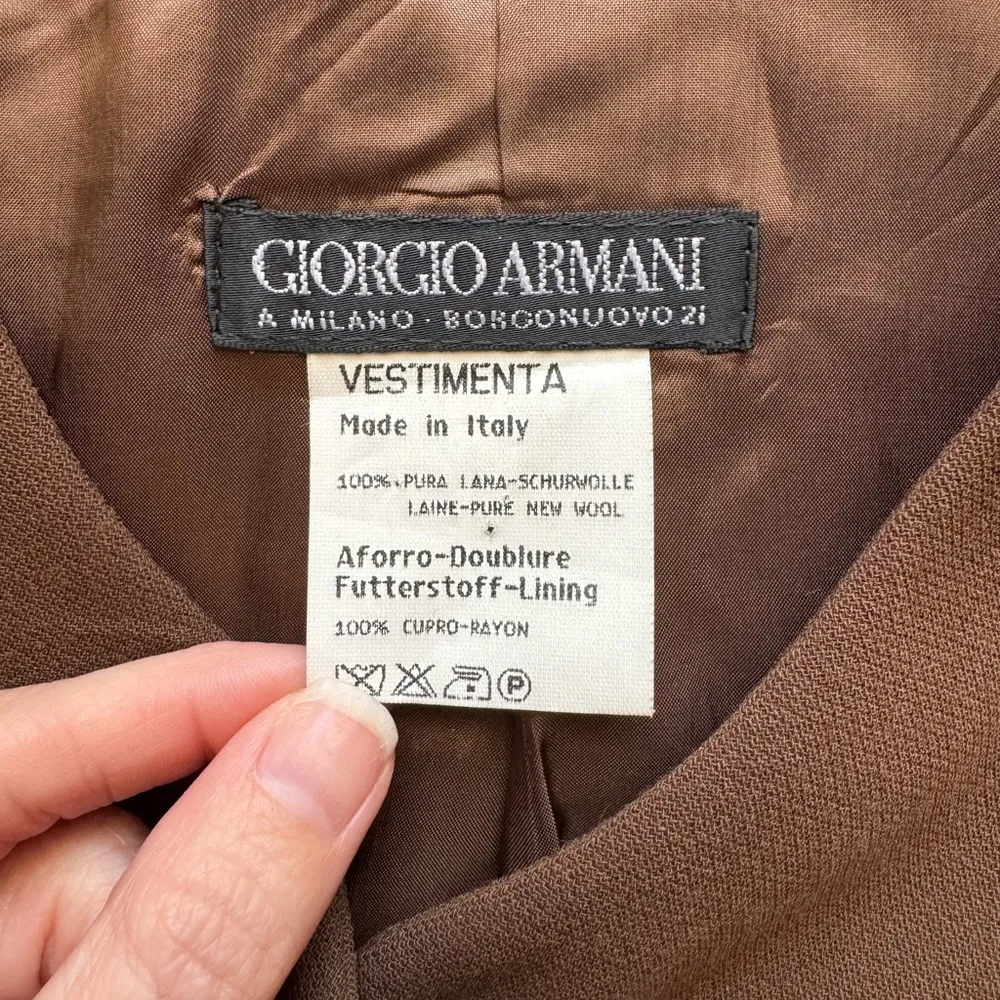 GIORGIO ARMANI
A MILANO · BORGONUOVO 21
VESTIMENTA
Made in Italy
100% PURA LANA-SCHURWOLLE
LAINE-PURE NEW WOOL
Aforro-Doublure
Futterstoff-Lining
100% CUPRO-RAYON
P